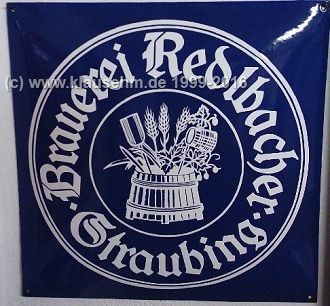 Brauerei Redlbacher
Straubing
(c) www.klausehm.de 1999-2016